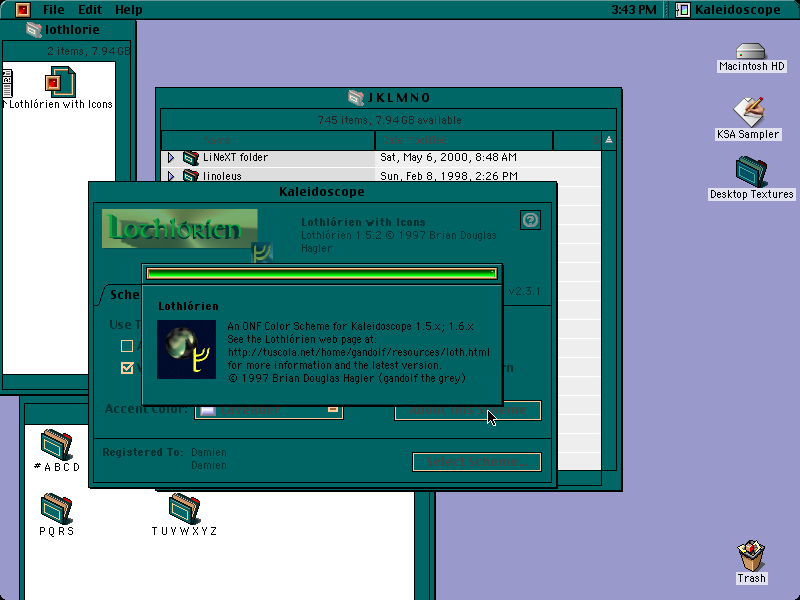 File Edit Help
3:43 PM
Kaleidoscope
lothlorie
2 items, 7.94GB
Lothlórien with Icons
JKLMNO
745 items, 7.94 GB available
LiNeXT folder
Sat, May 6, 2000, 8:48 AM
linoleus
Sun, Feb 8, 1998, 2:26 PM
Macintosh HD
KSA Sampler
Desktop Textures
Kaleidoscope
Lothlórien
Lothlórien with Icons
Lothlórien 1.5.2 © 1997 Brian Douglas
Hagler
Sche
v2.3.1
Use T
Lothlórien
An ONF Color Scheme for Kaleidoscope 1.5.x; 1.6.x
See the Lothlórien web page at:
http://tuscola.net/home/gandolf/resources/loth.html
for more information and the latest version.
© 1997 Brian Douglas Hagler (gandolf the grey)
Accent Color:
Registered To: Damien
Damien
Select Scheme...
#ABCD
PQRS
TUVWXYZ
Trash